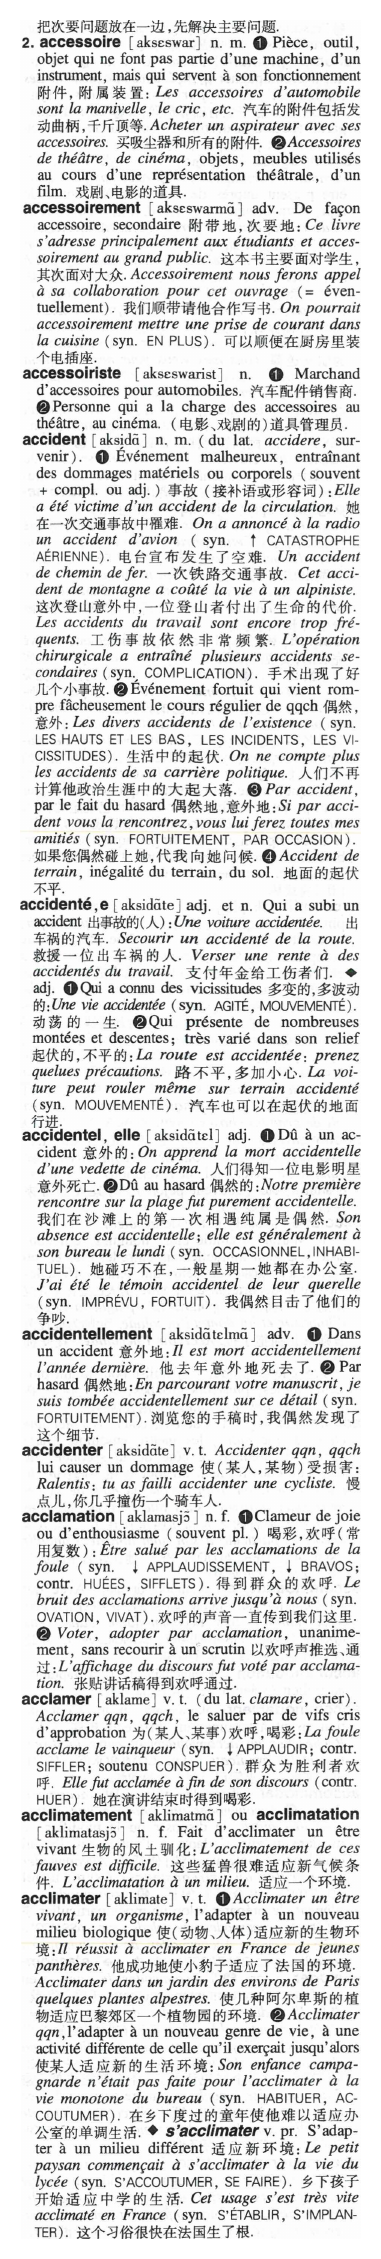 把次要问题放在一边,先解决主要问题.
2. accessoire [aksεswar] n. m. ❶ Pièce, outil,
objet qui ne font pas partie d'une machine, d'un
instrument, mais qui servent à son fonctionnement
附件,附属装置: Les accessoires d'automobile
sont la manivelle, le cric, etc. 汽车的附件包括发
动曲柄,千斤顶等. Acheter un aspirateur avec ses
accessoires. 买吸尘器和所有的附件. ❷Accessoires
de théâtre, de cinéma, objets, meubles utilisés
au cours d'une représentation théâtrale, d'un
film. 戏剧、电影的道具.
accessoirement [aksεswarmɑ̃] adv. De façon
accessoire, secondaire 附带地,次要地: Ce livre
s'adresse principalement aux étudiants et acces-
soirement au grand public. 这本书主要面对学生,
其次面对大众. Accessoirement nous ferons appel
à sa collaboration pour cet ouvrage (= éven-
tuellement). 我们顺带请他合作写书. On pourrait
accessoirement mettre une prise de courant dans
la cuisine (syn. EN PLUS). 可以顺便在厨房里装
个电插座.
accessoiriste [aksεswarist] n. ❶ Marchand
d'accessoires pour automobiles. 汽车配件销售商.
❷Personne qui a la charge des accessoires au
théâtre, au cinéma. (电影、戏剧的)道具管理员.
accident [aksidɑ̃] n. m. (du lat. accidere, sur-
venir). ❶ Événement malheureux, entraînant
des dommages matériels ou corporels (souvent
+ compl. ou adj.) 事故 (接补语或形容词):Elle
a été victime d'un accident de la circulation. 她
在一次交通事故中罹难. On a annoncé à la radio
un accident d'avion (syn. ↑ CATASTROPHE
AÉRIENNE). 电台宣布发生了空难. Un accident
de chemin de fer. 一次铁路交通事故. Cet acci-
dent de montagne a coûté la vie à un alpiniste.
这次登山意外中,一位登山者付出了生命的代价.
Les accidents du travail sont encore trop fré-
quents. 工伤事故依然非常频繁. L'opération
chirurgicale a entraîné plusieurs accidents se-
condaires (syn. COMPLICATION). 手术出现了好
几个小事故. ❷Événement fortuit qui vient rom-
pre fâcheusement le cours régulier de qqch 偶然,
意外: Les divers accidents de l'existence (syn.
LES HAUTS ET LES BAS, LES INCIDENTS, LES VI-
CISSITUDES). 生活中的起伏. On ne compte plus
les accidents de sa carrière politique. 人们不再
计算他政治生涯中的大起大落. ❸ Par accident,
par le fait du hasard 偶然地,意外地:Si par acci-
dent vous la rencontrez,vous lui ferez toutes mes
amitiés (syn. FORTUITEMENT, PAR OCCASION).
如果您偶然碰上她,代我向她问候. ❹Accident de
terrain, inégalité du terrain, du sol. 地面的起伏
不平.
accidenté,e [aksidɑ̃te] adj. et n. Qui a subi un
accident 出事故的(人):Une voiture accidentée. 出
车祸的汽车. Secourir un accidenté de la route.
救援一位出车祸的人. Verser une rente à des
accidentés du travail. 支付年金给工伤者们. ◆
adj. ❶Qui a connu des vicissitudes 多变的,多波动
的:Une vie accidentée (syn. AGITÉ, MOUVEMENTÉ).
动荡的一生. ❷Qui présente de nombreuses
montées et descentes; très varié dans son relief
起伏的,不平的: La route est accidentée: prenez
quelues précautions. 路不平,多加小心. La voi-
ture peut rouler même sur terrain accidenté
(syn. MOUVEMENTÉ). 汽车也可以在起伏的地面
行进.
accidentel, elle [aksidɑ̃tεl] adj. ❶Dû à un ac-
cident 意外的: On apprend la mort accidentelle
d'une vedette de cinéma. 人们得知一位电影明星
意外死亡. ❷Dû au hasard 偶然的:Notre première
rencontre sur la plage fut purement accidentelle.
我们在沙滩上的第一次相遇纯属是偶然. Son
absence est accidentelle; elle est généralement à
son bureau le lundi (syn. OCCASIONNEL,INHABI-
TUEL). 她碰巧不在,一般星期一她都在办公室.
J'ai été le témoin accidentel de leur querelle
(syn. IMPRÉVU, FORTUIT). 我偶然目击了他们的
争吵.
accidentellement [aksidɑ̃tεlmɑ̃] adv. ❶ Dans
un accident 意外地:Il est mort accidentellement
l'année dernière. 他去年意外地死去了. ❷ Par
hasard 偶然地:En parcourant votre manuscrit, je
suis tombée accidentellement sur ce détail (syn.
FORTUITEMENT). 浏览您的手稿时,我偶然发现了
这个细节.
accidenter [aksidɑ̃te] v. t. Accidenter qqn, qqch
lui causer un dommage 使(某人,某物)受损害:
Ralentis: tu as failli accidenter une cycliste. 慢
点儿,你几乎撞伤一个骑车人.
acclamation [aklamasjɔ̃] n. f. ❶Clameur de joie
ou d'enthousiasme (souvent pl.) 喝彩,欢呼(常
用复数):Être salué par les acclamations de la
foule (syn. ↓ APPLAUDISSEMENT, ↓ BRAVOS;
contr. HUÉES, SIFFLETS). 得到群众的欢呼. Le
bruit des acclamations arrive jusqu'à nous (syn.
OVATION, VIVAT). 欢呼的声音一直传到我们这里.
❷ Voter, adopter par acclamation, unanime-
ment, sans recourir à un scrutin 以欢呼声推选、通
过:L'affichage du discours fut voté par acclama-
tion. 张贴讲话稿得到欢呼通过.
acclamer [aklame] v. t. (du lat. clamare, crier).
Acclamer qqn, qqch, le saluer par de vifs cris
d'approbation 为(某人、某事)欢呼,喝彩:La foule
acclame le vainqueur (syn. ↓APPLAUDIR; contr.
SIFFLER; soutenu CONSPUER). 群众为胜利者欢
呼. Elle fut acclamée à fin de son discours (contr.
HUER). 她在演讲结束时得到喝彩.
acclimatement [aklimatmɑ̃] ou acclimatation
[aklimatasjɔ̃] n. f. Fait d'acclimater un être
vivant 生物的风土驯化: L'acclimatement de ces
fauves est difficile. 这些猛兽很难适应新气候条
件. L'acclimatation à un milieu. 适应一个环境.
acclimater [aklimate] v. t. ❶Acclimater un être
vivant, un organisme, l'adapter à un nouveau
milieu biologique 使(动物、人体)适应新的生物环
境:Il réussit à acclimater en France de jeunes
panthères. 他成功地使小豹子适应了法国的环境.
Acclimater dans un jardin des environs de Paris
quelques plantes alpestres. 使几种阿尔卑斯的植
物适应巴黎郊区一个植物园的环境. ❷Acclimater
qqn,l'adapter à un nouveau genre de vie, à une
activité différente de celle qu'il exerçait jusqu'alors
使某人适应新的生活环境: Son enfance campa-
gnarde n'était pas faite pour l'acclimater à la
vie monotone du bureau (syn. HABITUER, AC-
COUTUMER). 在乡下度过的童年使他难以适应办
公室的单调生活. ◆ s'acclimater v. pr. S'adap-
ter à un milieu différent 适应新环境: Le petit
paysan commençait à s'acclimater à la vie du
lycée (syn. S'ACCOUTUMER, SE FAIRE). 乡下孩子
开始适应中学的生活. Cet usage s'est très vite
acclimaté en France (syn. S'ÉTABLIR, S'IMPLAN-
TER). 这个习俗很快在法国生了根.